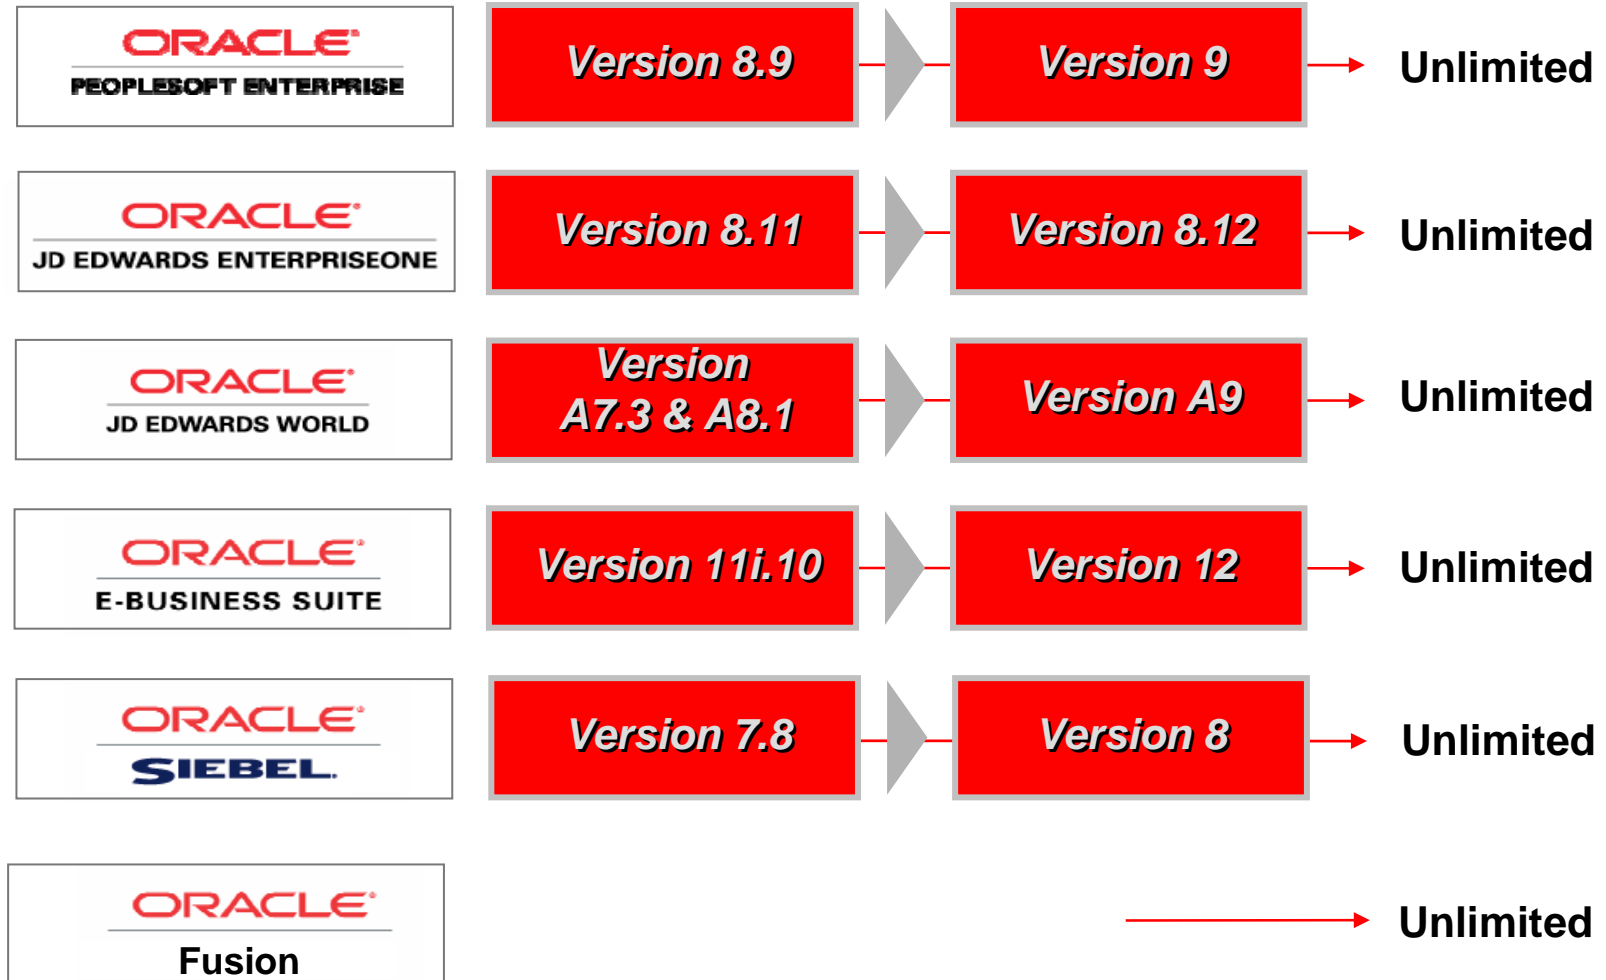 ORACLE®
PEOPLESOFT ENTERPRISE
Version 8.9
Version 9
Unlimited
ORACLE®
JD EDWARDS ENTERPRISEONE
Version 8.11
Version 8.12
Unlimited
ORACLE®
JD EDWARDS WORLD
Version
A7.3 & A8.1
Version A9
Unlimited
ORACLE®
E-BUSINESS SUITE
Version 11i.10
Version 12
Unlimited
ORACLE®
SIEBEL.
Version 7.8
Version 8
Unlimited
ORACLE®
Fusion
Unlimited